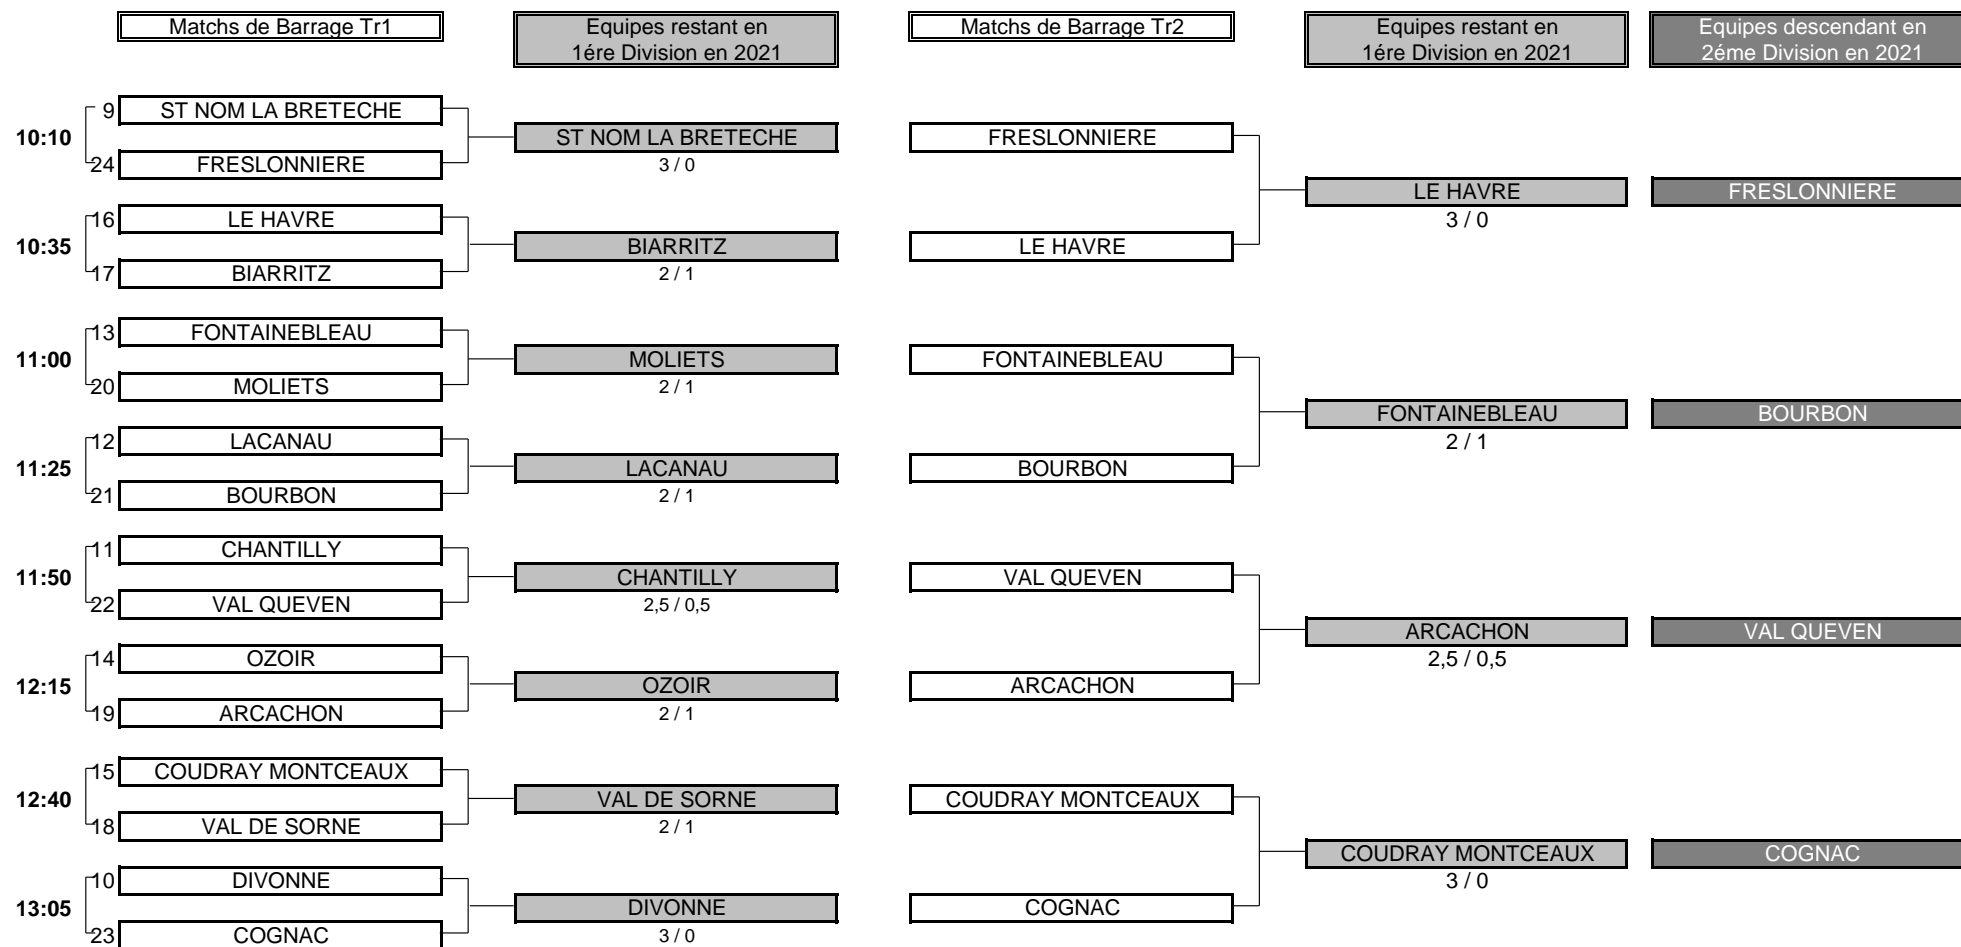 Matchs de Barrage Tr1
Equipes restant en
1ére Division en 2021
Matchs de Barrage Tr2
Equipes restant en
1ére Division en 2021
Equipes descendant en
2éme Division en 2021
9 ST NOM LA BRETECHE
10:10 ST NOM LA BRETECHE FRESLONNIERE
24 FRESLONNIERE 3 / 0
LE HAVRE FRESLONNIERE
16 LE HAVRE 3 / 0
10:35 BIARRITZ LE HAVRE
17 BIARRITZ 2 / 1
13 FONTAINEBLEAU
11:00 MOLIETS FONTAINEBLEAU
20 MOLIETS 2 / 1
FONTAINEBLEAU BOURBON
12 LACANAU 2 / 1
11:25 LACANAU BOURBON
21 BOURBON 2 / 1
11 CHANTILLY
11:50 CHANTILLY VAL QUEVEN
22 VAL QUEVEN 2,5 / 0,5
ARCACHON VAL QUEVEN
14 OZOIR 2,5 / 0,5
12:15 OZOIR ARCACHON
19 ARCACHON 2 / 1
15 COUDRAY MONTCEAUX
12:40 VAL DE SORNE COUDRAY MONTCEAUX
18 VAL DE SORNE 2 / 1
COUDRAY MONTCEAUX COGNAC
10 DIVONNE 3 / 0
13:05 DIVONNE COGNAC
23 COGNAC 3 / 0